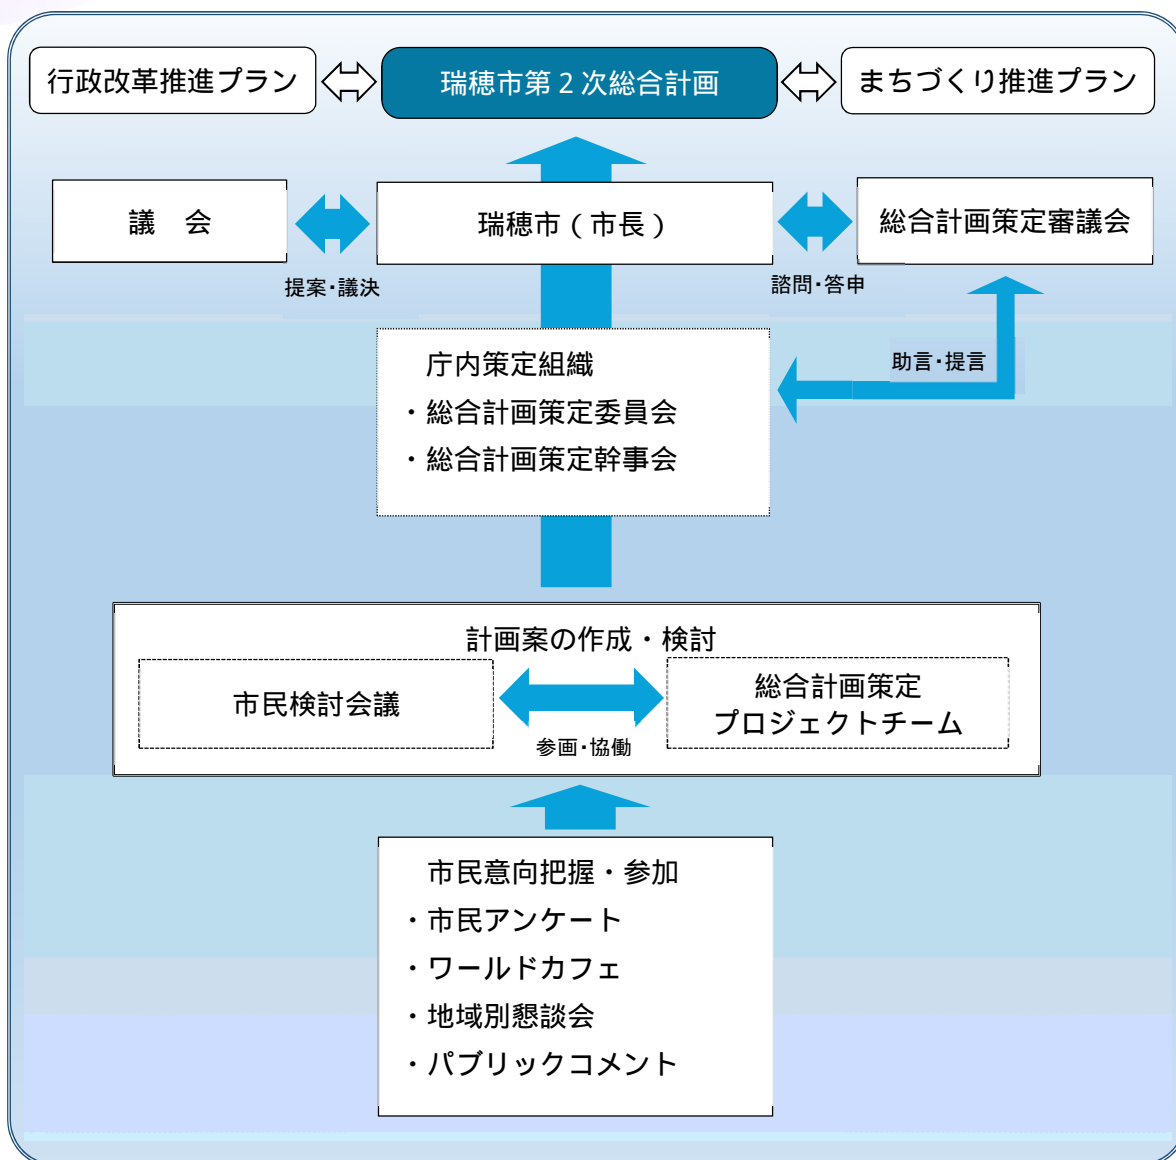 行政改革推進プラン
瑞穂市第2次総合計画
まちづくり推進プラン
議 会
瑞穂市(市長)
総合計画策定審議会
提案・議決
諮問・答申
庁内策定組織
・総合計画策定委員会
・総合計画策定幹事会
助言・提言
計画案の作成・検討
市民検討会議
総合計画策定
プロジェクトチーム
参画・協働
市民意向把握・参加
・市民アンケート
・ワールドカフェ
・地域別懇談会
・パブリックコメント